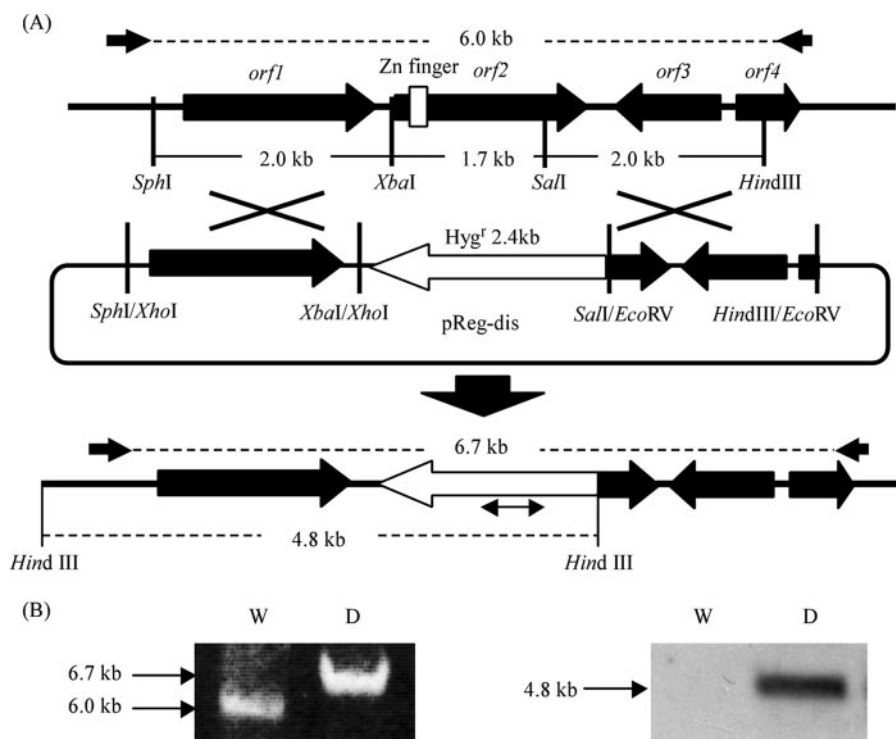 (A)
6.0 kb
orf1 Zn finger orf2 orf3 orf4
2.0 kb 1.7 kb 2.0 kb
SphI XbaI SalI HindIII
Hygʳ 2.4kb
SphI/XhoI XbaI/XhoI SalI/EcoRV HindIII/EcoRV
pReg-dis
6.7 kb
4.8 kb
Hind III Hind III
(B) W D W D
6.7 kb
6.0 kb
4.8 kb